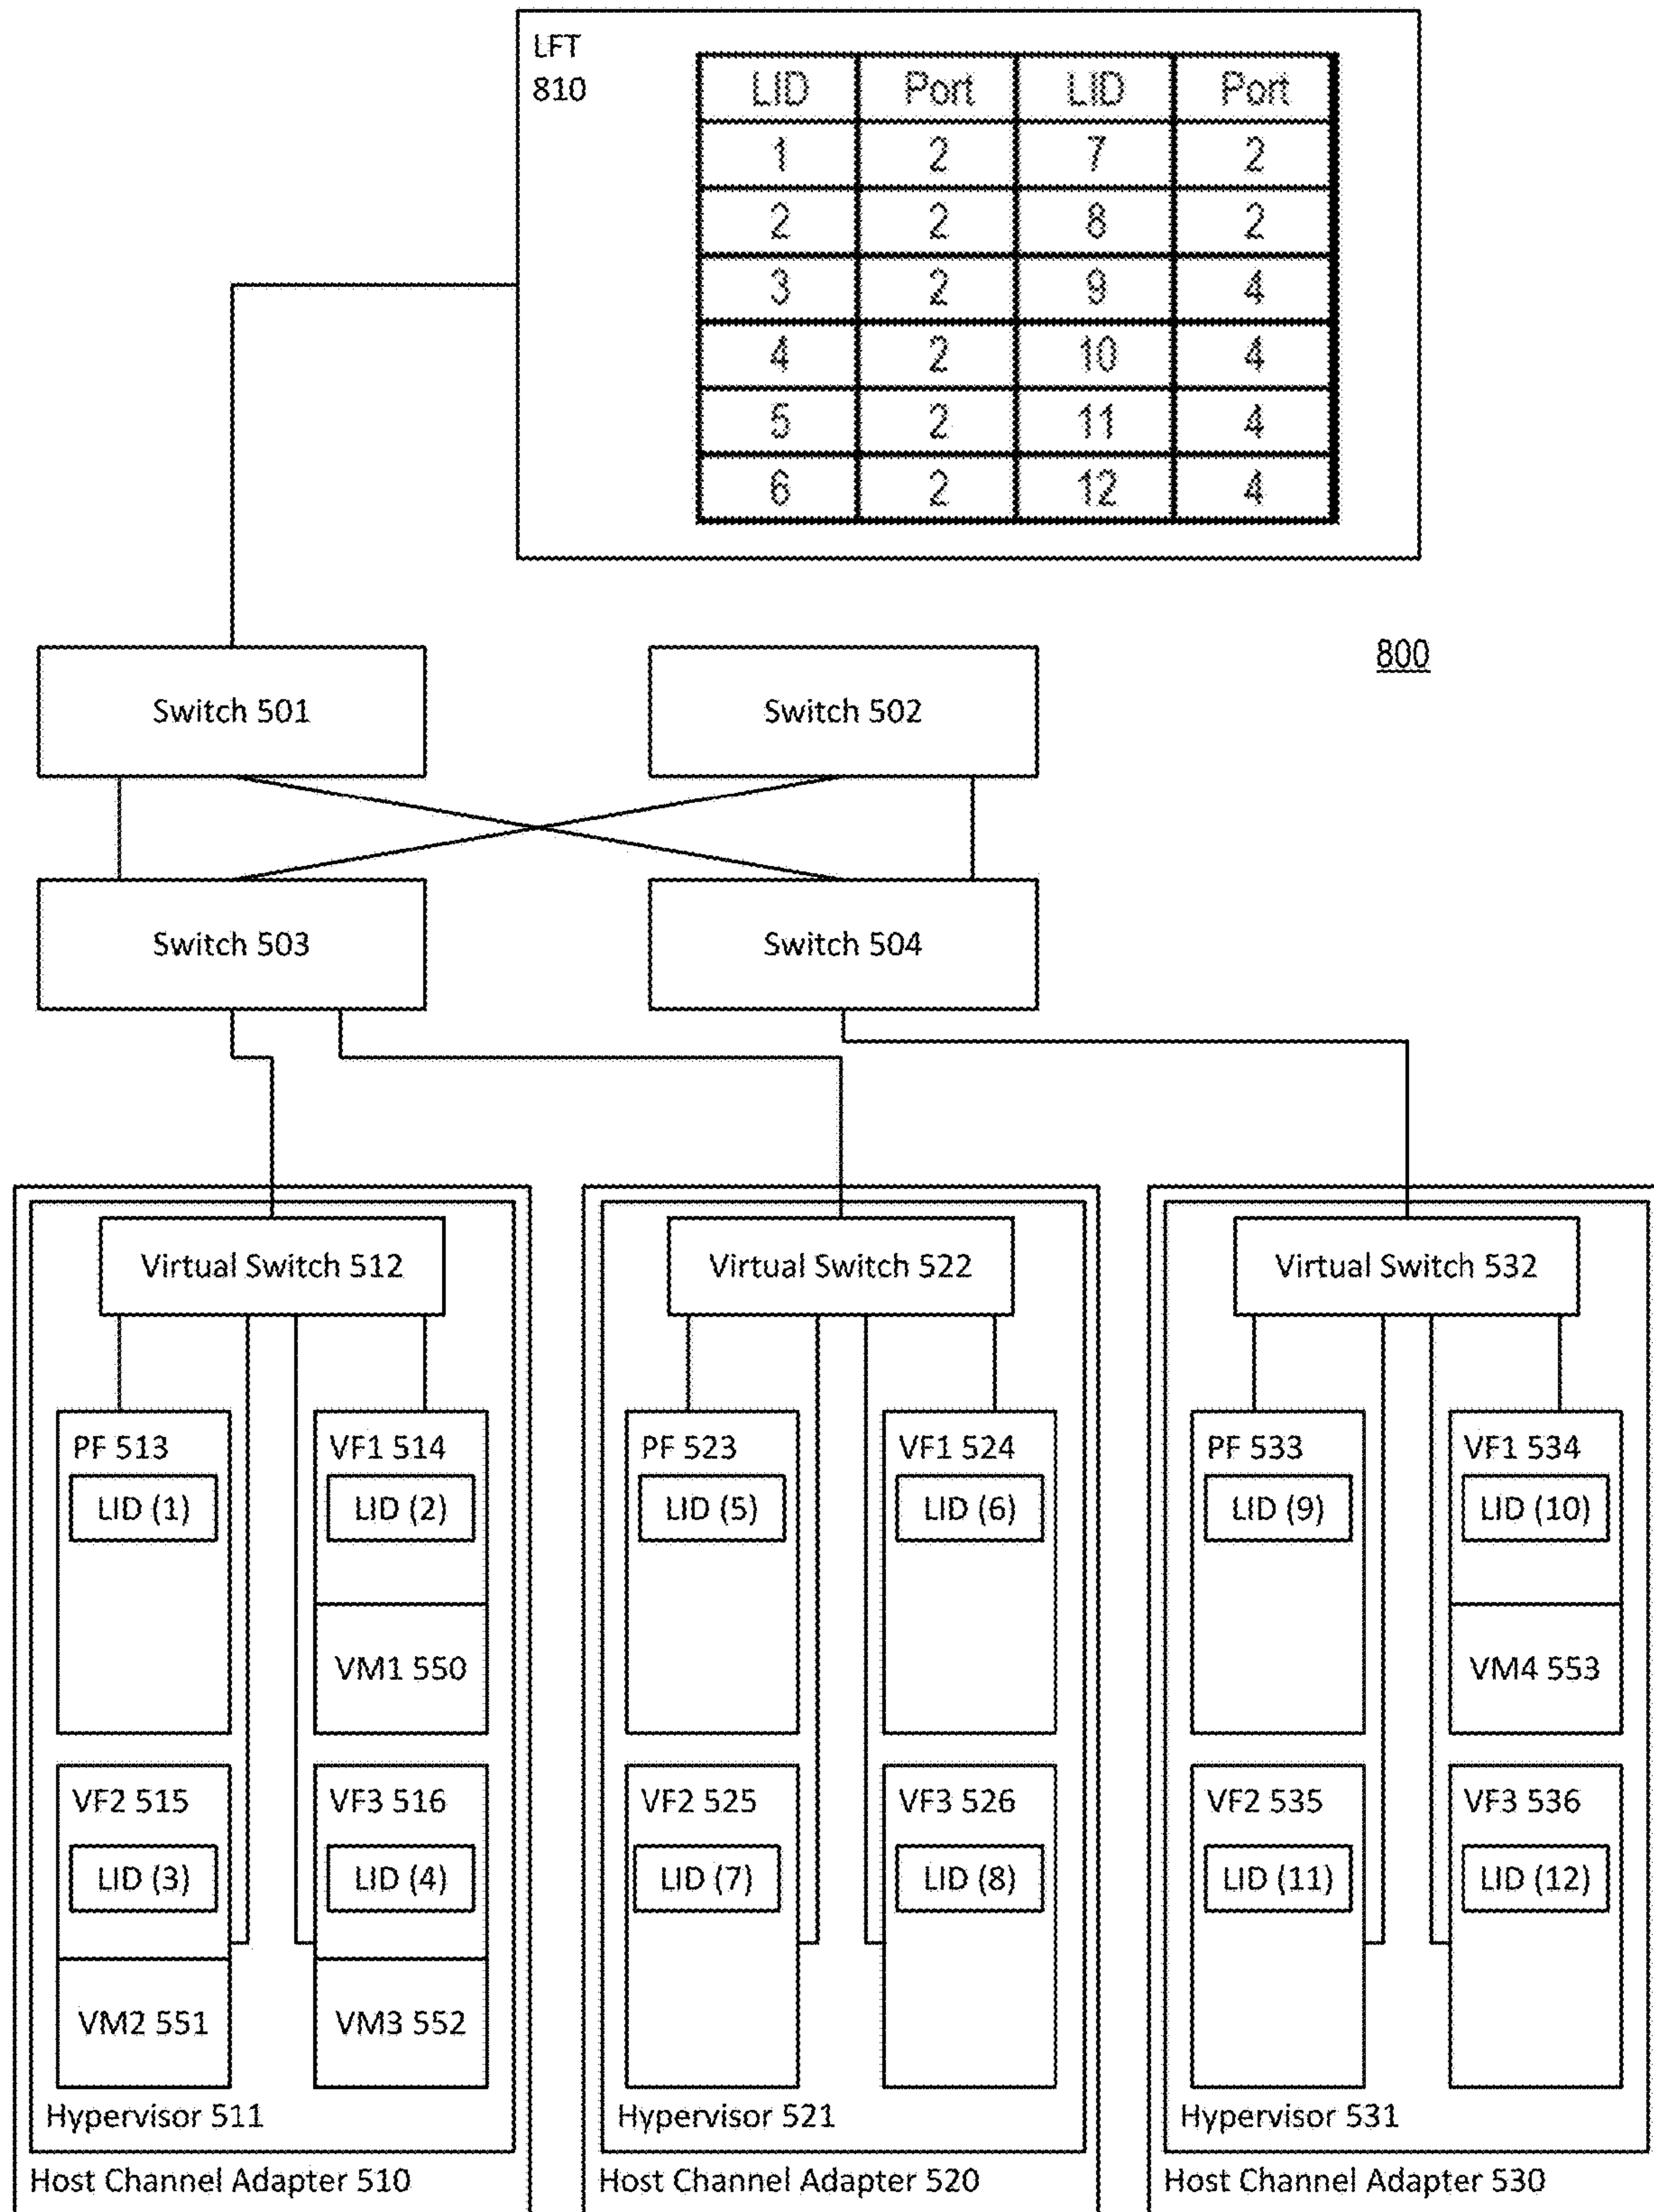 LFT
810
LID Port LID Port
1 2 7 2
2 2 8 2
3 2 9 4
4 2 10 4
5 2 11 4
6 2 12 4
800
Switch 501 Switch 502
Switch 503 Switch 504
Virtual Switch 512 Virtual Switch 522 Virtual Switch 532
PF 513 VF1 514 PF 523 VF1 524 PF 533 VF1 534
LID (1) LID (2) LID (5) LID (6) LID (9) LID (10)
VM1 550 VM4 553
VF2 515 VF3 516 VF2 525 VF3 526 VF2 535 VF3 536
LID (3) LID (4) LID (7) LID (8) LID (11) LID (12)
VM2 551 VM3 552
Hypervisor 511 Hypervisor 521 Hypervisor 531
Host Channel Adapter 510 Host Channel Adapter 520 Host Channel Adapter 530